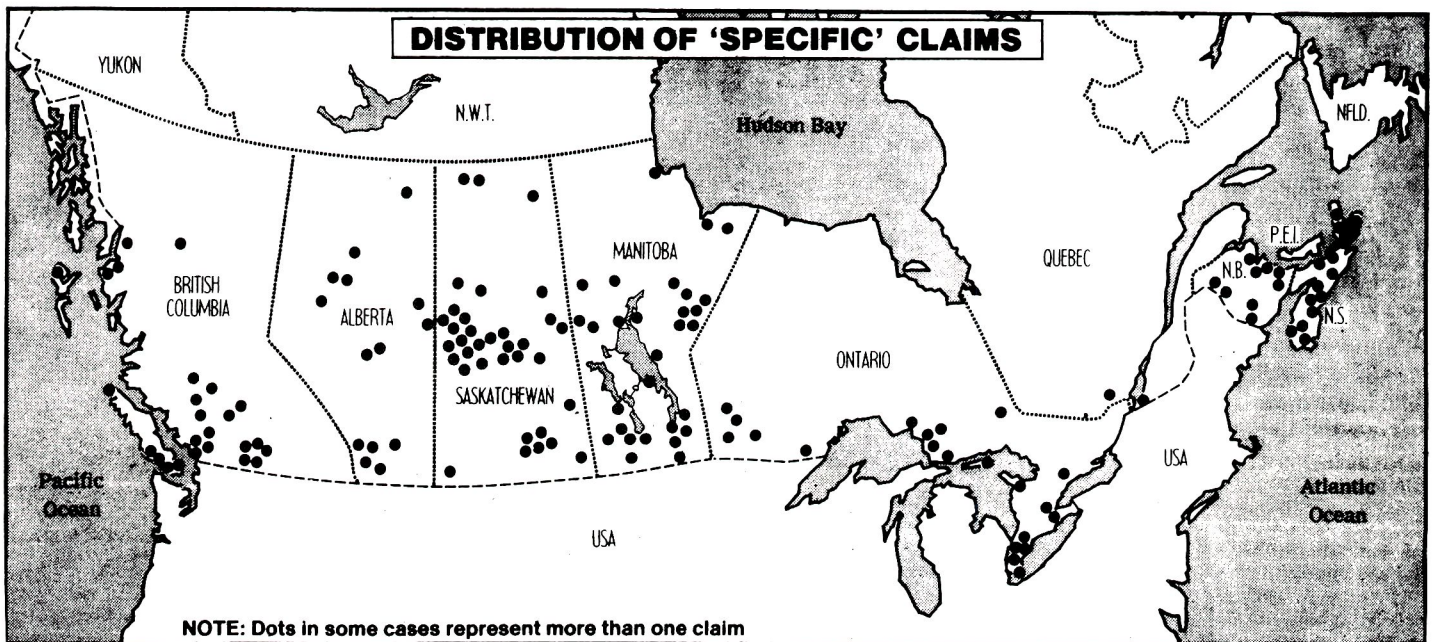 DISTRIBUTION OF 'SPECIFIC' CLAIMS
YUKON
N.W.T.
Hudson Bay
NFLD.
BRITISH
COLUMBIA
ALBERTA
SASKATCHEWAN
MANITOBA
ONTARIO
QUEBEC
P.E.I.
N.B.
N.S.
Pacific
Ocean
USA
USA
Atlantic
Ocean
NOTE: Dots in some cases represent more than one claim